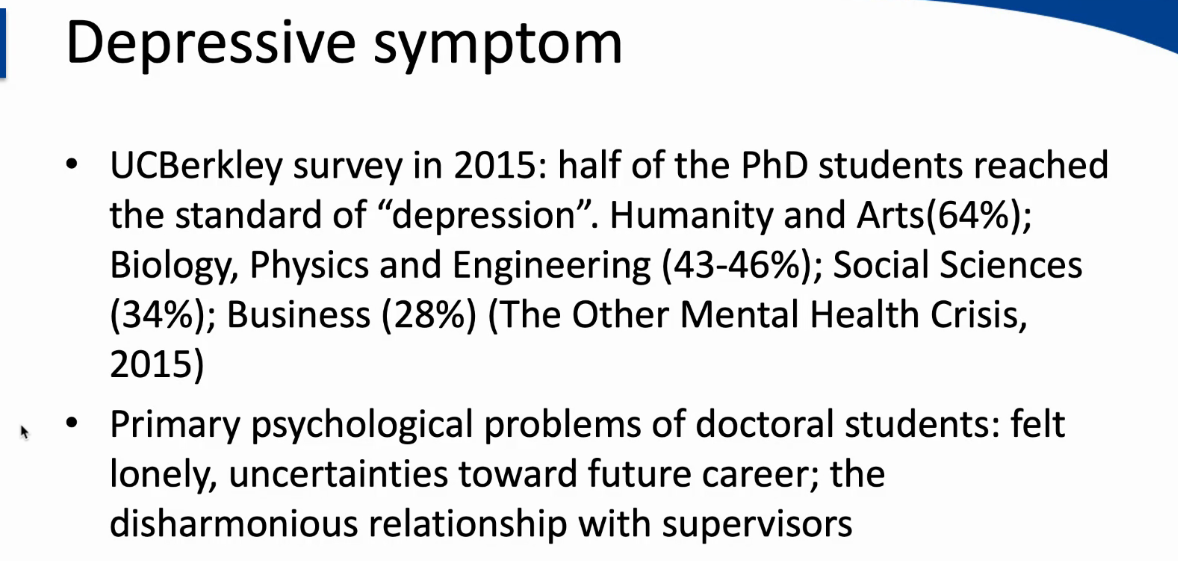 Depressive symptom
• UCBerkley survey in 2015: half of the PhD students reached
the standard of “depression”. Humanity and Arts(64%);
Biology, Physics and Engineering (43-46%); Social Sciences
(34%); Business (28%) (The Other Mental Health Crisis,
2015)
• Primary psychological problems of doctoral students: felt
lonely, uncertainties toward future career; the
disharmonious relationship with supervisors